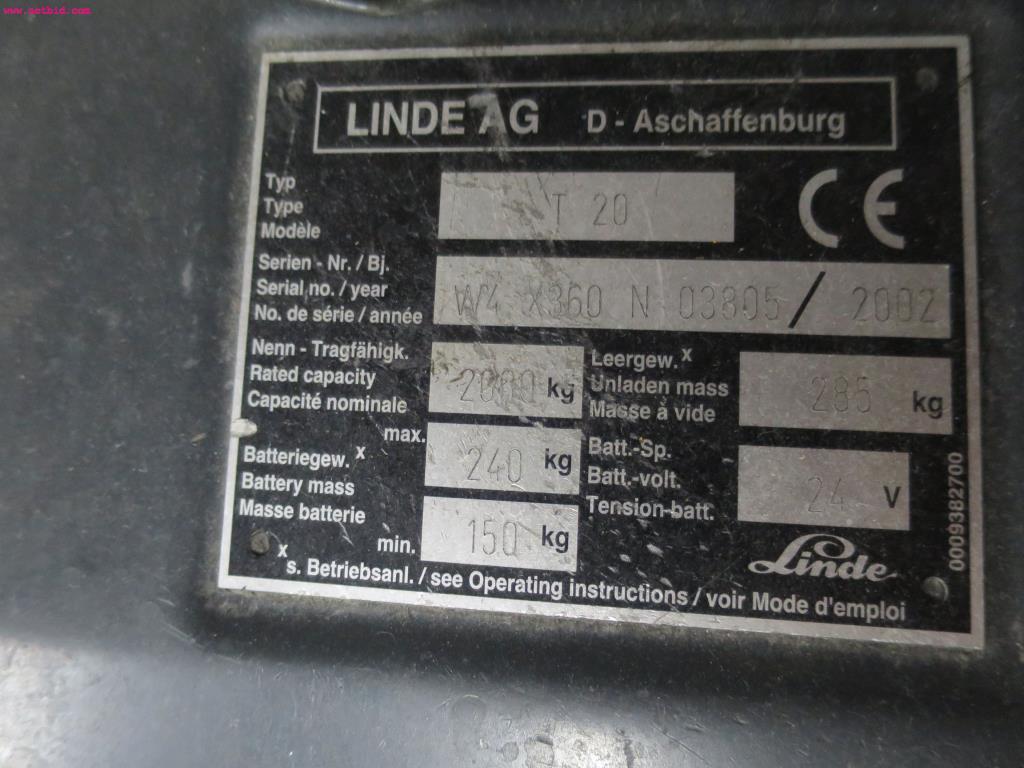 www.netbid.com
LINDE AG D - Aschaffenburg
Typ
Type
Modèle
T 20
CE
Serien - Nr. / Bj.
Serial no. / year
No. de série / année
W4 X360 N 03805 / 2002
Nenn - Tragfähigk.
Rated capacity
Capacité nominale
2000 kg
Leergew. x
Unladen mass
Masse à vide
285 kg
Batteriegew. x
Battery mass
Masse batterie
max. 240 kg
min. 150 kg
Batt.-Sp.
Batt.-volt.
Tension-batt.
24 V
Linde
x s. Betriebsanl. / see Operating instructions / voir Mode d'emploi
0009382700